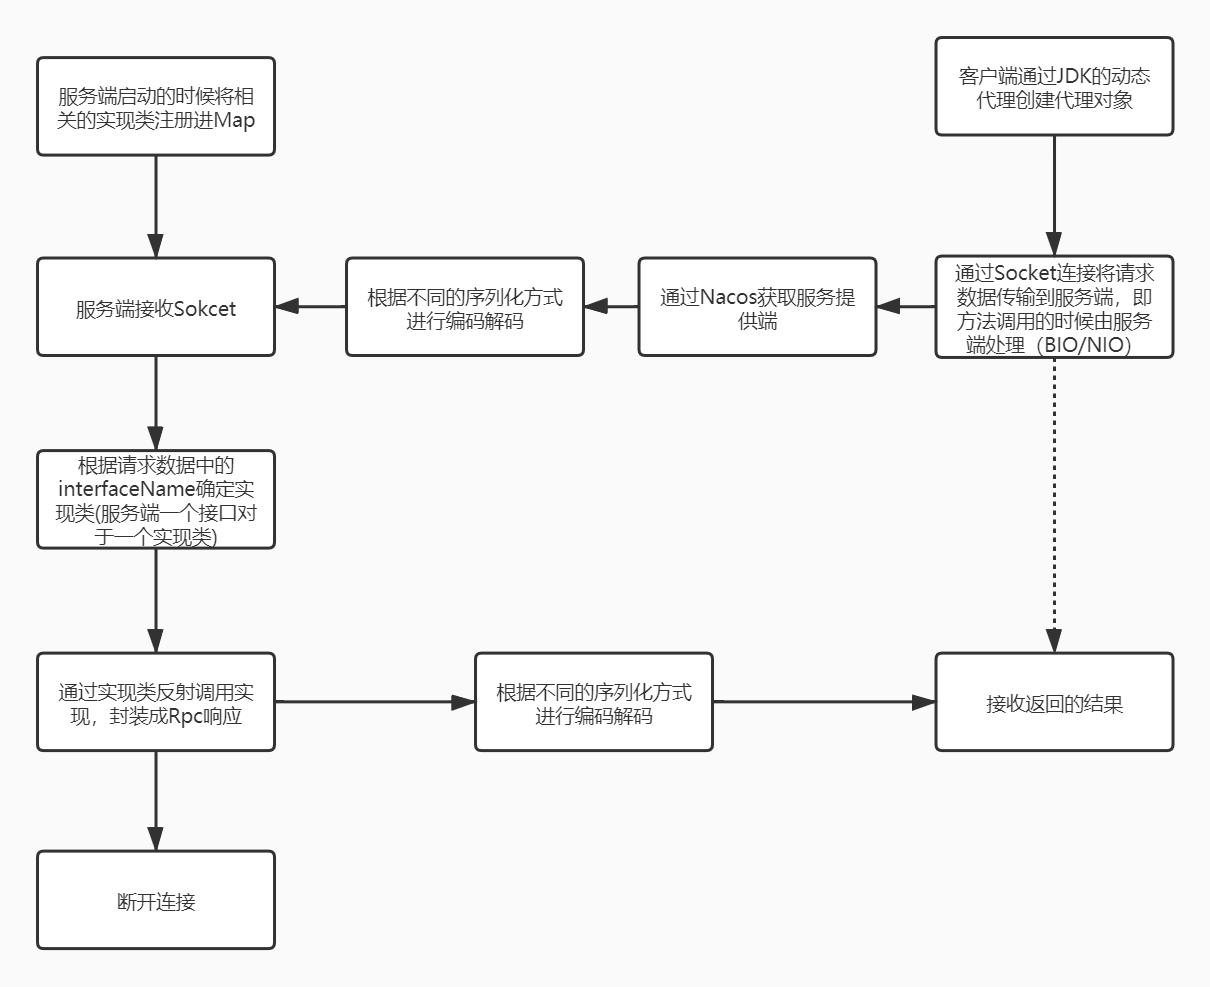 服务端启动的时候将相
关的实现类注册进Map
客户端通过JDK的动态
代理创建代理对象
服务端接收Sokcet
根据不同的序列化方式
进行编码解码
通过Nacos获取服务提
供端
通过Socket连接将请求
数据传输到服务端，即
方法调用的时候由服务
端处理（BIO/NIO）
根据请求数据中的
interfaceName确定实
现类(服务端一个接口对
于一个实现类)
通过实现类反射调用实
现，封装成Rpc响应
根据不同的序列化方式
进行编码解码
接收返回的结果
断开连接